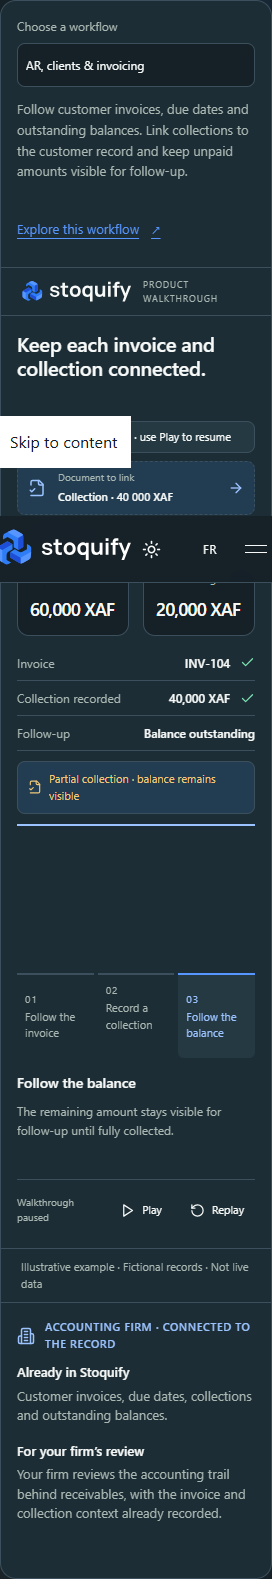 Choose a workflow
AR, clients & invoicing
Follow customer invoices, due dates and
outstanding balances. Link collections to
the customer record and keep unpaid
amounts visible for follow-up.
Explore this workflow ↗
stoquify
PRODUCT
WALKTHROUGH
Keep each invoice and
collection connected.
Skip to content
· use Play to resume
Document to link
Collection · 40 000 XAF
stoquify
FR
60,000 XAF
20,000 XAF
Invoice INV-104
Collection recorded 40,000 XAF
Follow-up Balance outstanding
Partial collection · balance remains
visible
01
Follow the
invoice
02
Record a
collection
03
Follow the
balance
Follow the balance
The remaining amount stays visible for
follow-up until fully collected.
Walkthrough
paused
Play
Replay
Illustrative example · Fictional records · Not live
data
ACCOUNTING FIRM · CONNECTED TO
THE RECORD
Already in Stoquify
Customer invoices, due dates, collections
and outstanding balances.
For your firm's review
Your firm reviews the accounting trail
behind receivables, with the invoice and
collection context already recorded.